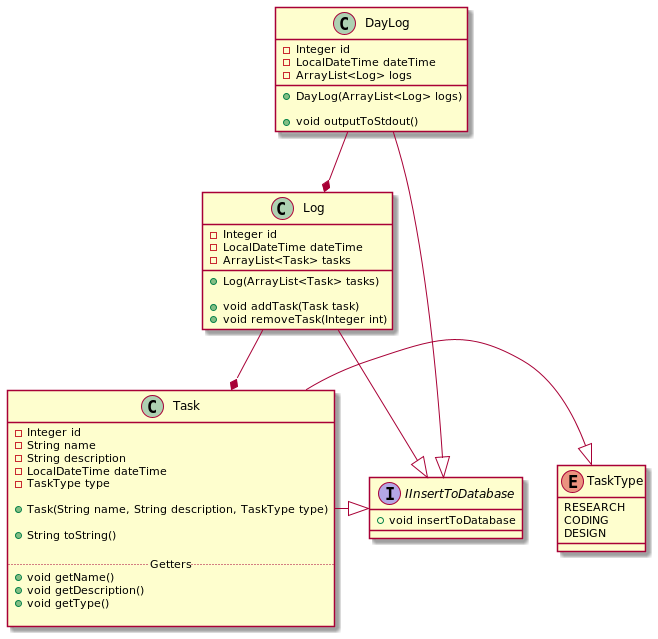 C DayLog
Integer id
LocalDateTime dateTime
ArrayList<Log> logs
DayLog(ArrayList<Log> logs)
void outputToStdout()
C Log
Integer id
LocalDateTime dateTime
ArrayList<Task> tasks
Log(ArrayList<Task> tasks)
void addTask(Task task)
void removeTask(Integer int)
C Task
Integer id
String name
String description
LocalDateTime dateTime
TaskType type
Task(String name, String description, TaskType type)
String toString()
Getters
void getName()
void getDescription()
void getType()
I IInsertToDatabase
void insertToDatabase
E TaskType
RESEARCH
CODING
DESIGN